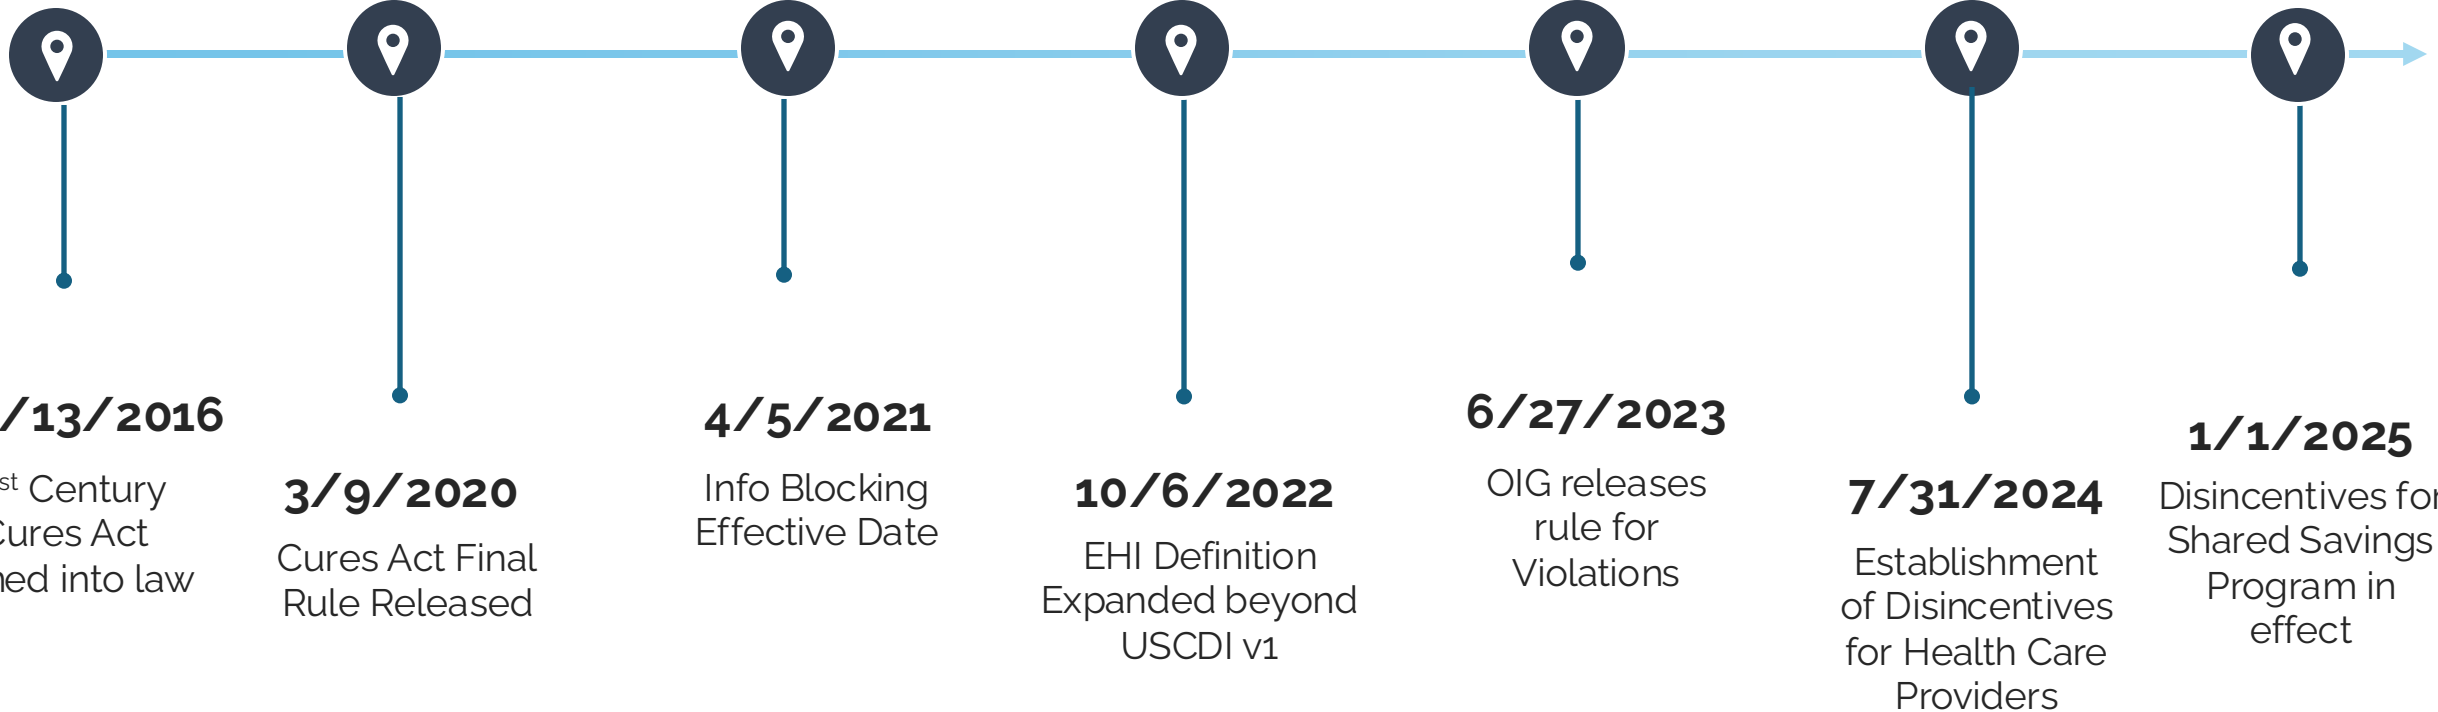 /13/2016
st Century
Cures Act
ned into law
3/9/2020
Cures Act Final
Rule Released
4/5/2021
Info Blocking
Effective Date
10/6/2022
EHI Definition
Expanded beyond
USCDI v1
6/27/2023
OIG releases
rule for
Violations
7/31/2024
Establishment
of Disincentives
for Health Care
Providers
1/1/2025
Disincentives for
Shared Savings
Program in
effect